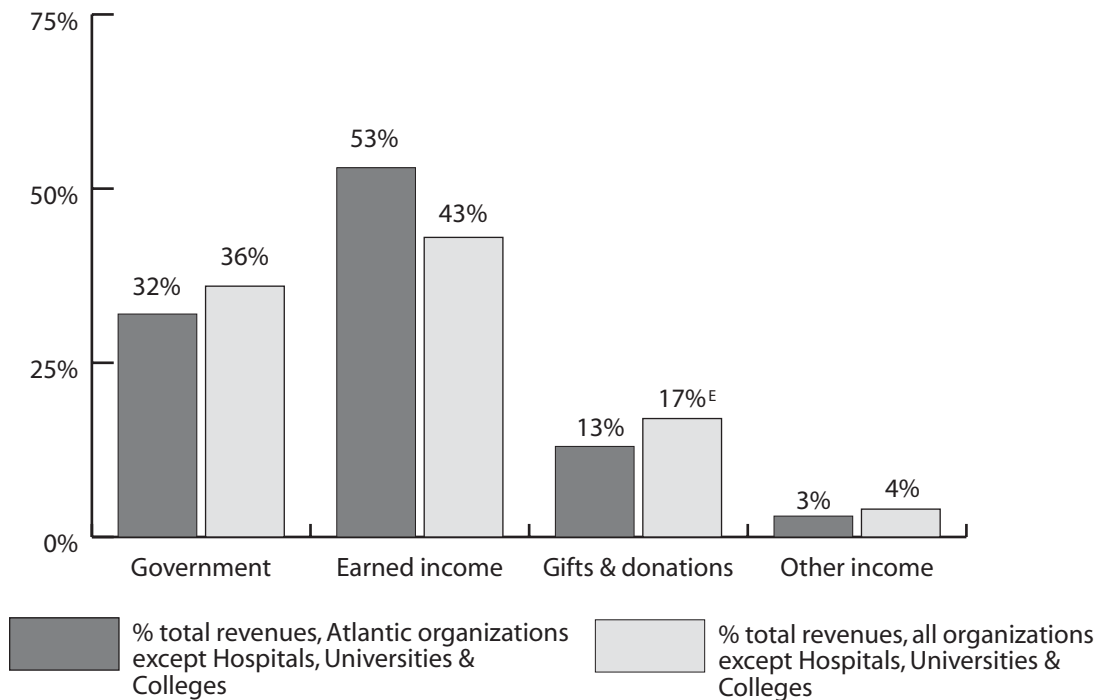 75%
53%
50%
43%
36%
32%
25%
17%ᴱ
13%
3%
4%
0%
Government
Earned income
Gifts & donations
Other income
% total revenues, Atlantic organizations
except Hospitals, Universities &
Colleges
% total revenues, all organizations
except Hospitals, Universities &
Colleges